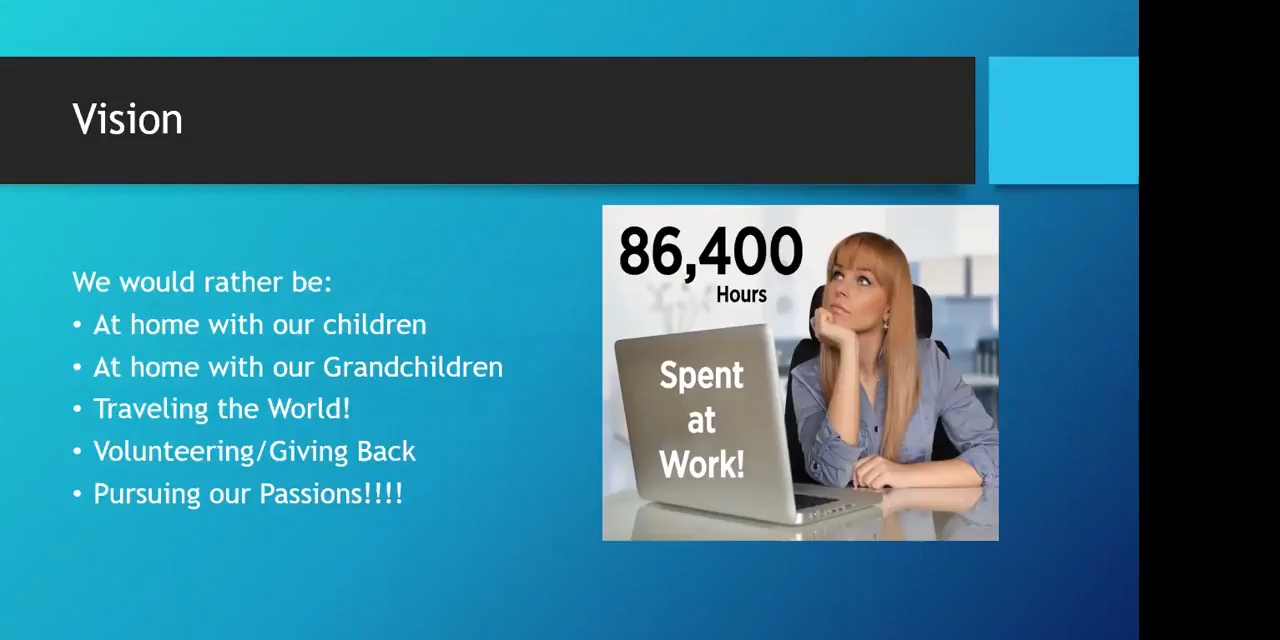 Vision
We would rather be:
• At home with our children
• At home with our Grandchildren
• Traveling the World!
• Volunteering/Giving Back
• Pursuing our Passions!!!!
86,400
Hours
Spent
at
Work!